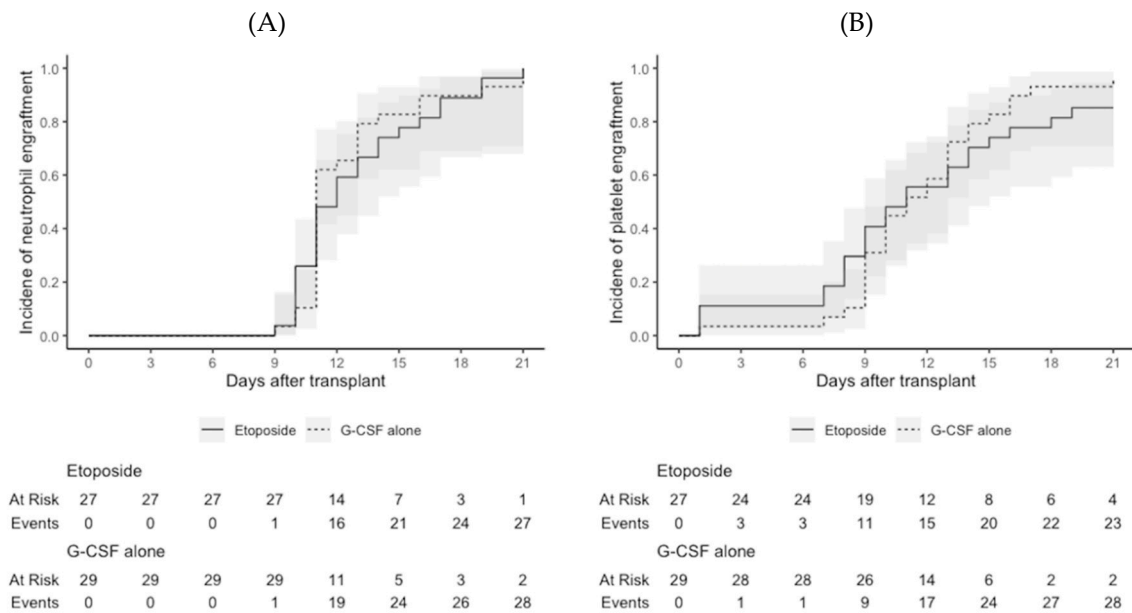 (A)
Incidene of neutrophil engraftment
1.0
0.8
0.6
0.4
0.2
0.0
0 3 6 9 12 15 18 21
Days after transplant
Etoposide G-CSF alone
Etoposide
At Risk 27 27 27 27 14 7 3 1
Events 0 0 0 1 16 21 24 27
G-CSF alone
At Risk 29 29 29 29 11 5 3 2
Events 0 0 0 1 19 24 26 28
(B)
Incidene of platelet engraftment
1.0
0.8
0.6
0.4
0.2
0.0
0 3 6 9 12 15 18 21
Days after transplant
Etoposide G-CSF alone
Etoposide
At Risk 27 24 24 19 12 8 6 4
Events 0 3 3 11 15 20 22 23
G-CSF alone
At Risk 29 28 28 26 14 6 2 2
Events 0 1 1 9 17 24 27 28